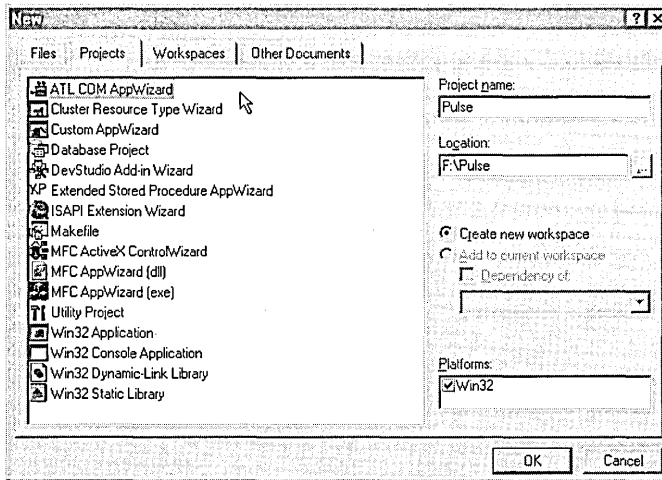 New
Files Projects Workspaces Other Documents
ATL COM AppWizard
Cluster Resource Type Wizard
Custom AppWizard
Database Project
DevStudio Add-in Wizard
Extended Stored Procedure AppWizard
ISAPI Extension Wizard
Makefile
MFC ActiveX ControlWizard
MFC AppWizard (dll)
MFC AppWizard (exe)
Utility Project
Win32 Application
Win32 Console Application
Win32 Dynamic-Link Library
Win32 Static Library
Project name:
Pulse
Location:
F:\Pulse
...
Create new workspace
Add to current workspace
Dependency of:
Platforms:
Win32
OK Cancel